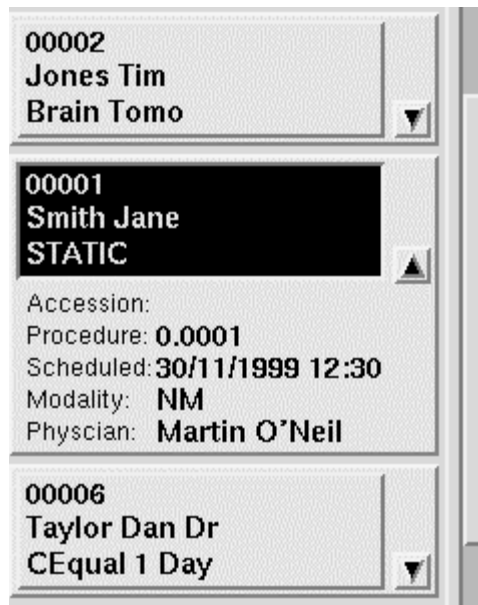 00002
Jones Tim
Brain Tomo
00001
Smith Jane
STATIC
Accession:
Procedure: 0.0001
Scheduled: 30/11/1999 12:30
Modality: NM
Physcian: Martin O'Neil
00006
Taylor Dan Dr
CEqual 1 Day